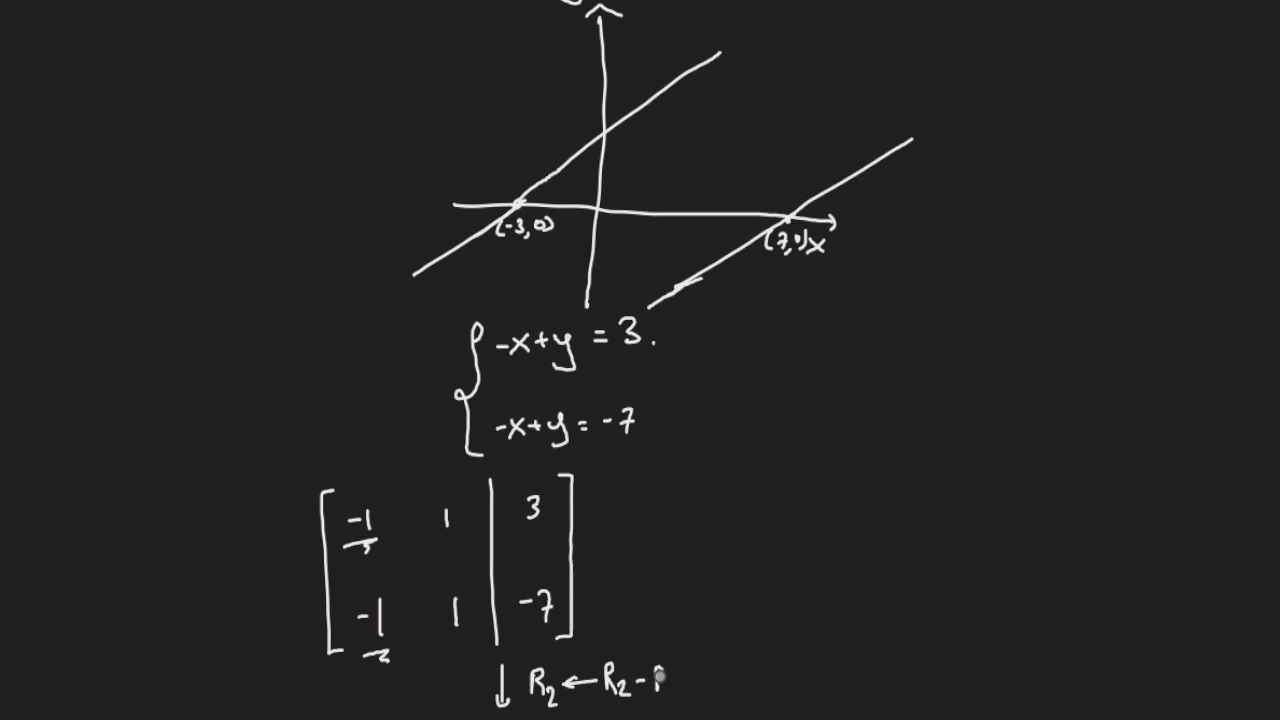 (-3, 0)
(7, 0) x
-x+y = 3.
-x+y = -7
-1 1 3
-1 1 -7
↓ R₂ ← R₂ -